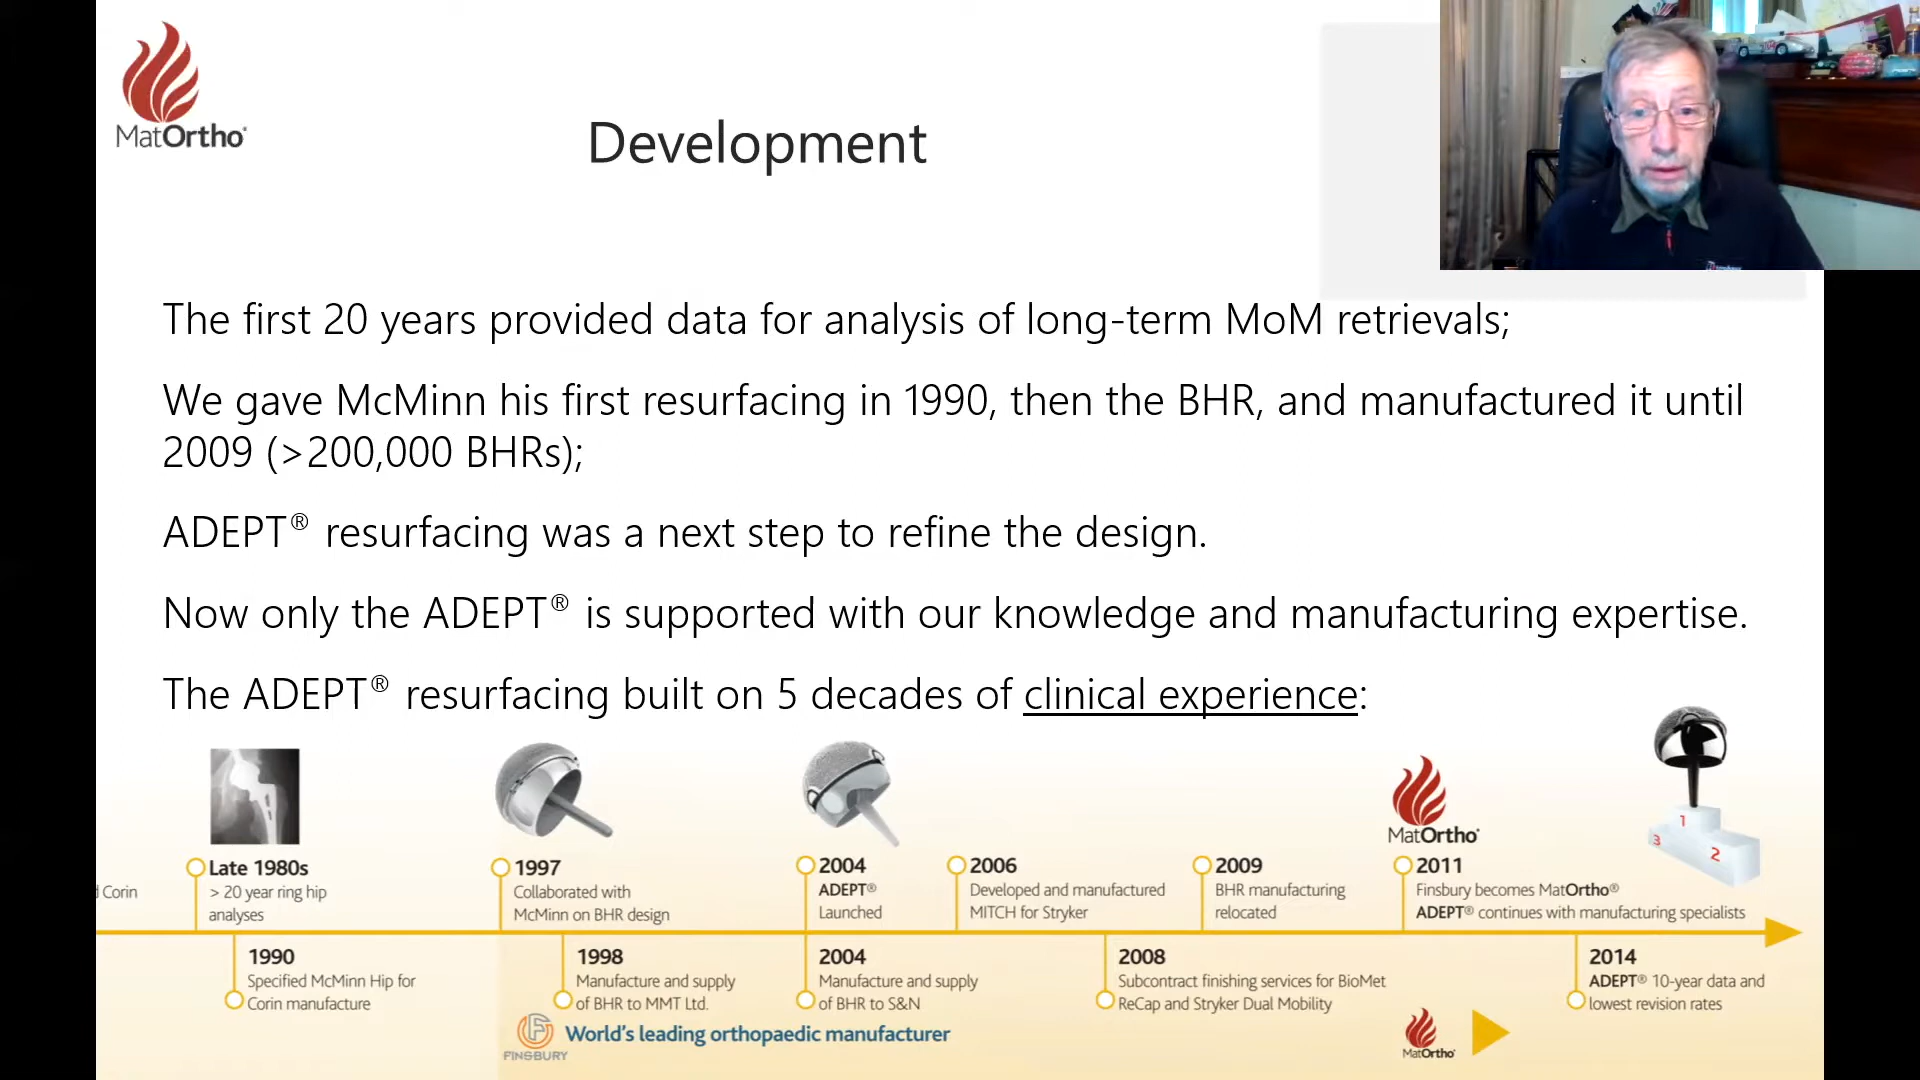 MatOrtho®
Development
The first 20 years provided data for analysis of long-term MoM retrievals;
We gave McMinn his first resurfacing in 1990, then the BHR, and manufactured it until
2009 (>200,000 BHRs);
ADEPT® resurfacing was a next step to refine the design.
Now only the ADEPT® is supported with our knowledge and manufacturing expertise.
The ADEPT® resurfacing built on 5 decades of clinical experience:
Corin
Late 1980s
> 20 year ring hip
analyses
1990
Specified McMinn Hip for
Corin manufacture
1997
Collaborated with
McMinn on BHR design
1998
Manufacture and supply
of BHR to MMT Ltd.
2004
ADEPT®
Launched
2004
Manufacture and supply
of BHR to S&N
2006
Developed and manufactured
MITCH for Stryker
2008
Subcontract finishing services for BioMet
ReCap and Stryker Dual Mobility
2009
BHR manufacturing
relocated
MatOrtho®
2011
Finsbury becomes MatOrtho®
ADEPT® continues with manufacturing specialists
1
3
2
2014
ADEPT® 10-year data and
lowest revision rates
FINSBURY
World's leading orthopaedic manufacturer
MatOrtho®